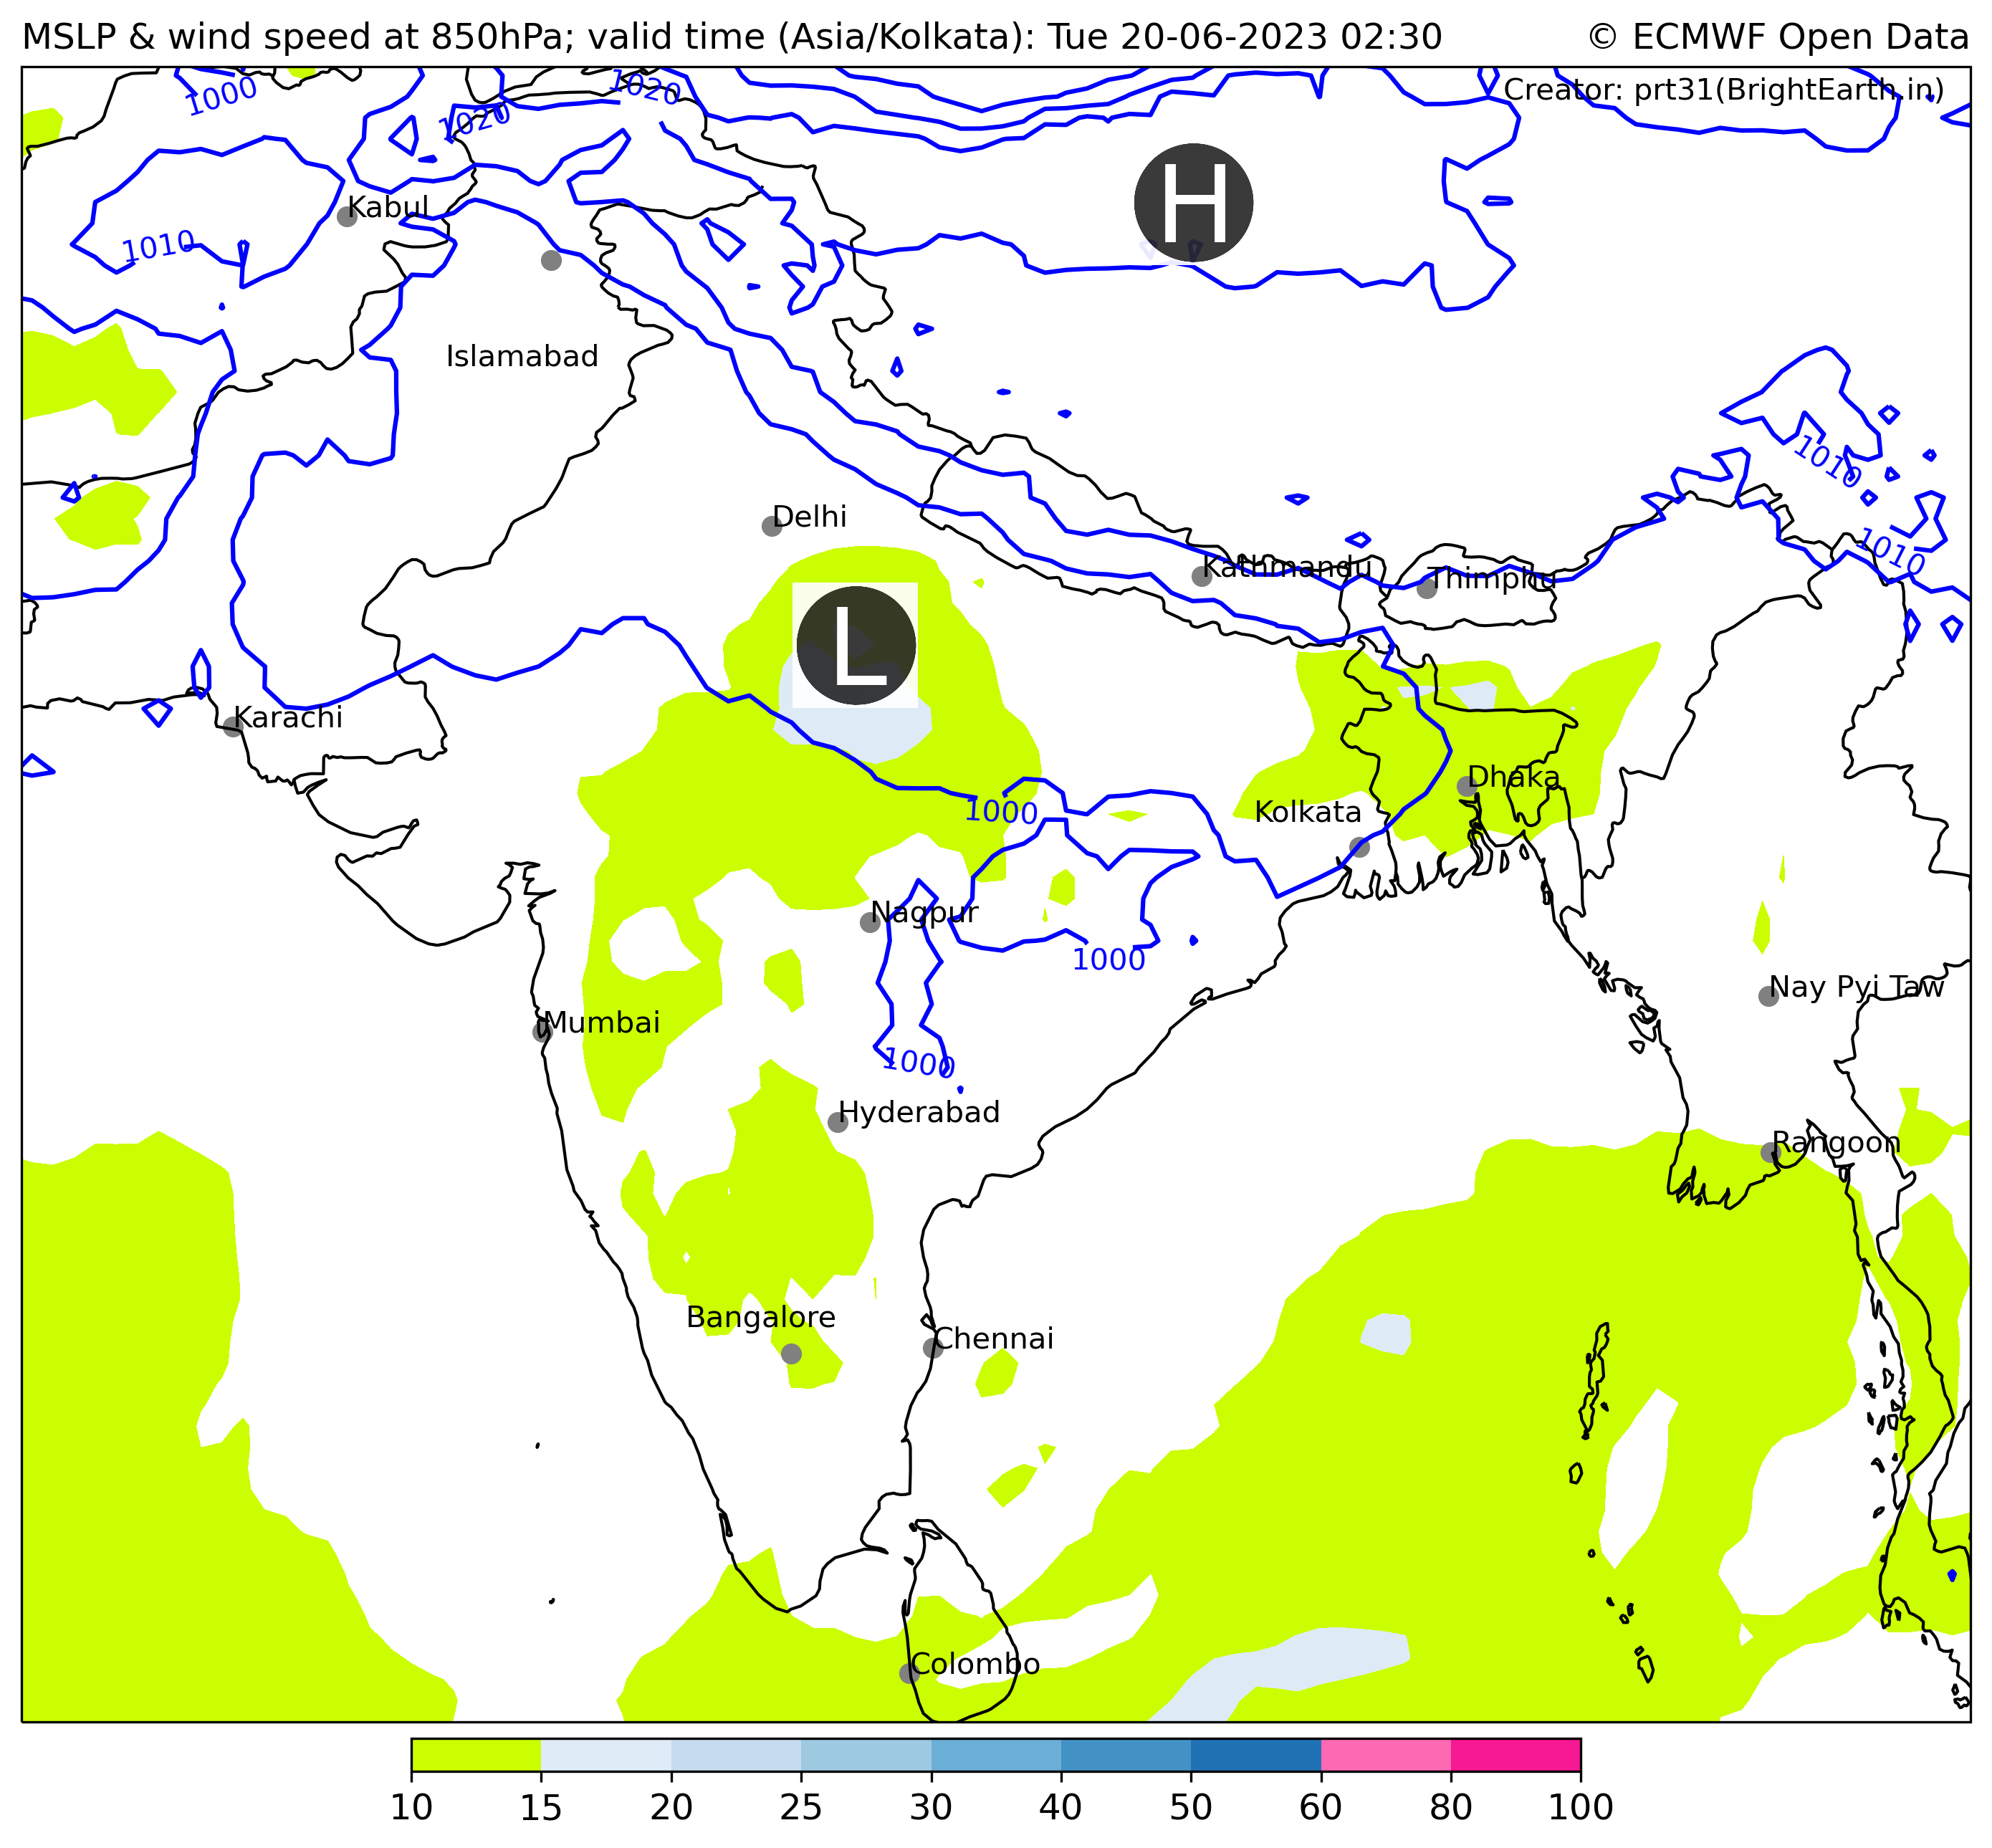 MSLP & wind speed at 850hPa; valid time (Asia/Kolkata): Tue 20-06-2023 02:30
© ECMWF Open Data
Creator: prt31(BrightEarth.in)
1000
1020
1020
H
Kabul
1010
Islamabad
1010
Delhi
1010
Kathmandu
Thimphu
L
Karachi
Dhaka
1000
Kolkata
Nagpur
1000
Nay Pyi Taw
Mumbai
1000
Hyderabad
Rangoon
Bangalore
Chennai
Colombo
10 15 20 25 30 40 50 60 80 100